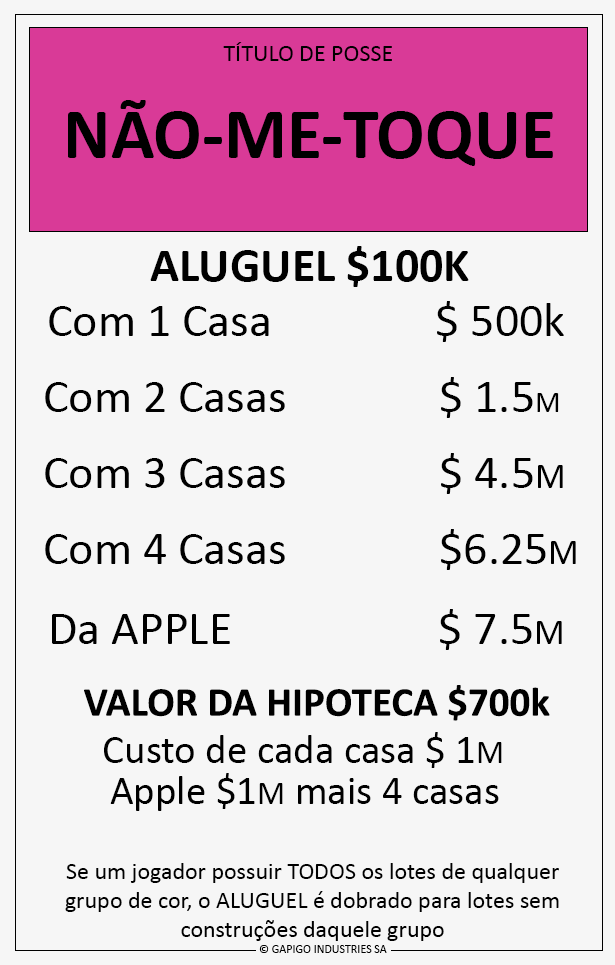 TÍTULO DE POSSE
NÃO-ME-TOQUE
ALUGUEL $100K
Com 1 Casa $ 500k
Com 2 Casas $ 1.5M
Com 3 Casas $ 4.5M
Com 4 Casas $6.25M
Da APPLE $ 7.5M
VALOR DA HIPOTECA $700k
Custo de cada casa $ 1M
Apple $1M mais 4 casas
Se um jogador possuir TODOS os lotes de qualquer
grupo de cor, o ALUGUEL é dobrado para lotes sem
construções daquele grupo
© GAPIGO INDUSTRIES SA